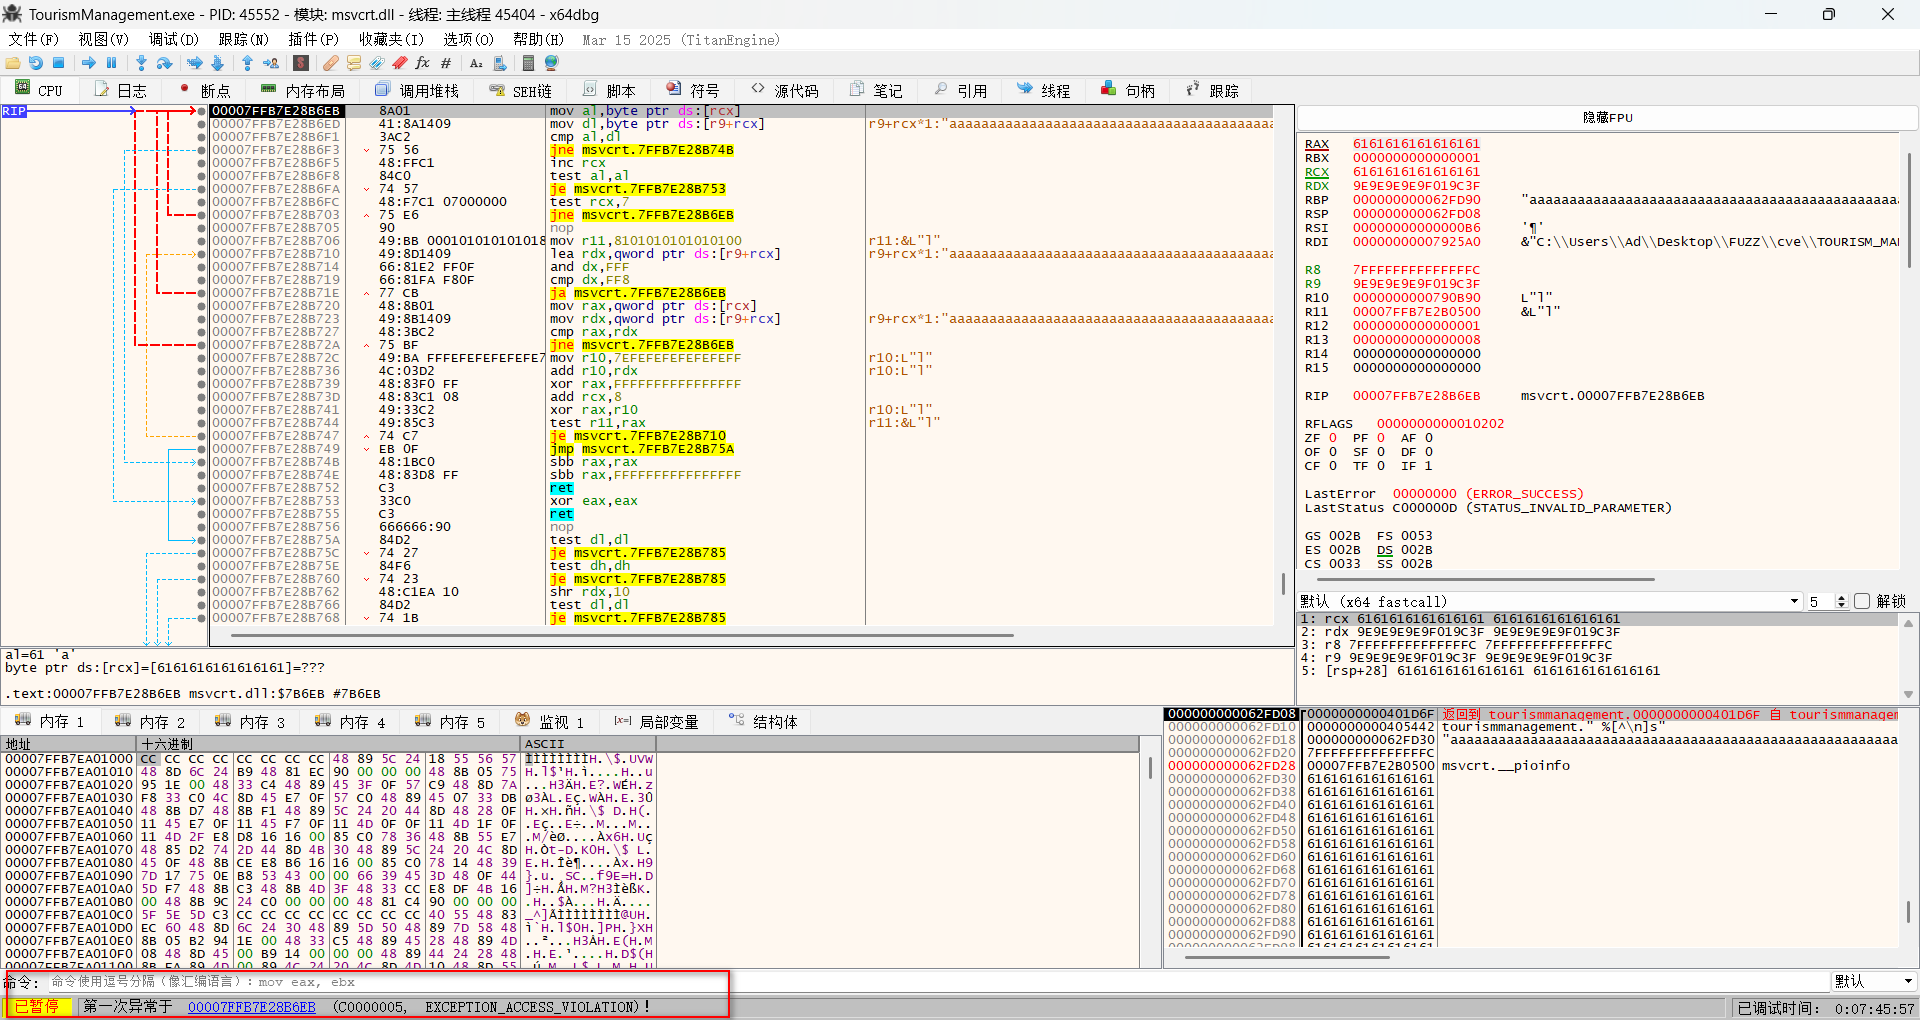 TourismManagement.exe - PID: 45552 - 模块: msvcrt.dll - 线程: 主线程 45404 - x64dbg
文件(F) 视图(V) 调试(D) 跟踪(N) 插件(P) 收藏夹(I) 选项(O) 帮助(H) Mar 15 2025 (TitanEngine)
CPU 日志 断点 内存布局 调用堆栈 SEH链 脚本 符号 源代码 笔记 引用 线程 句柄 跟踪
RIP
00007FFB7E28B6EB 8A01 mov al,byte ptr ds:[rcx]
00007FFB7E28B6ED 41:8A1409 mov dl,byte ptr ds:[r9+rcx] r9+rcx*1:"aaaaaaaaaaaaaaaaaaaaaaaaaaaaaaaaaaaaaaaaa
00007FFB7E28B6F1 3AC2 cmp al,dl
00007FFB7E28B6F3 75 56 jne msvcrt.7FFB7E28B74B
00007FFB7E28B6F5 48:FFC1 inc rcx
00007FFB7E28B6F8 84C0 test al,al
00007FFB7E28B6FA 74 57 je msvcrt.7FFB7E28B753
00007FFB7E28B6FC 48:F7C1 07000000 test rcx,7
00007FFB7E28B703 75 E6 jne msvcrt.7FFB7E28B6EB
00007FFB7E28B705 90 nop
00007FFB7E28B706 49:BB 0001010101010181 mov r11,8101010101010100 r11:&L"l"
00007FFB7E28B710 49:8D1409 lea rdx,qword ptr ds:[r9+rcx] r9+rcx*1:"aaaaaaaaaaaaaaaaaaaaaaaaaaaaaaaaaaaaaaaaa
00007FFB7E28B714 66:81E2 FF0F and dx,FFF
00007FFB7E28B719 66:81FA F80F cmp dx,FF8
00007FFB7E28B71E 77 CB ja msvcrt.7FFB7E28B6EB
00007FFB7E28B720 48:8B01 mov rax,qword ptr ds:[rcx]
00007FFB7E28B723 49:8B1409 mov rdx,qword ptr ds:[r9+rcx] r9+rcx*1:"aaaaaaaaaaaaaaaaaaaaaaaaaaaaaaaaaaaaaaaaa
00007FFB7E28B727 48:3BC2 cmp rax,rdx
00007FFB7E28B72A 75 BF jne msvcrt.7FFB7E28B6EB
00007FFB7E28B72C 49:BA FFFEFEFEFEFEFE7 mov r10,7EFEFEFEFEFEFEFF r10:L"l"
00007FFB7E28B736 4C:03D2 add r10,rdx r10:L"l"
00007FFB7E28B739 48:83F0 FF xor rax,FFFFFFFFFFFFFFFF
00007FFB7E28B73D 48:83C1 08 add rcx,8
00007FFB7E28B741 49:33C2 xor rax,r10 r10:L"l"
00007FFB7E28B744 49:85C3 test r11,rax r11:&L"l"
00007FFB7E28B747 74 C7 je msvcrt.7FFB7E28B710
00007FFB7E28B749 EB 0F jmp msvcrt.7FFB7E28B75A
00007FFB7E28B74B 48:1BC0 sbb rax,rax
00007FFB7E28B74E 48:83D8 FF sbb rax,FFFFFFFFFFFFFFFF
00007FFB7E28B752 C3 ret
00007FFB7E28B753 33C0 xor eax,eax
00007FFB7E28B755 C3 ret
00007FFB7E28B756 666666:90 nop
00007FFB7E28B75A 84D2 test dl,dl
00007FFB7E28B75C 74 27 je msvcrt.7FFB7E28B785
00007FFB7E28B75E 84F6 test dh,dh
00007FFB7E28B760 74 23 je msvcrt.7FFB7E28B785
00007FFB7E28B762 48:C1EA 10 shr rdx,10
00007FFB7E28B766 84D2 test dl,dl
00007FFB7E28B768 74 1B je msvcrt.7FFB7E28B785
隐藏FPU
RAX 6161616161616161
RBX 0000000000000001
RCX 6161616161616161
RDX 9E9E9E9E9F019C3F
RBP 000000000062FD90 "aaaaaaaaaaaaaaaaaaaaaaaaaaaaaaaaaaaaaaaaaaaaaa
RSP 000000000062FD08
RSI 00000000000000B6 '¶'
RDI 00000000007925A0 &"C:\\Users\\Ad\\Desktop\\FUZZ\\cve\\TOURISM_MA
R8 7FFFFFFFFFFFFFFC
R9 9E9E9E9E9F019C3F
R10 0000000000790B90 L"l"
R11 00007FFB7E2B0500 &L"l"
R12 0000000000000001
R13 0000000000000008
R14 0000000000000000
R15 0000000000000000
RIP 00007FFB7E28B6EB msvcrt.00007FFB7E28B6EB
RFLAGS 0000000000010202
ZF 0 PF 0 AF 0
OF 0 SF 0 DF 0
CF 0 TF 0 IF 1
LastError 00000000 (ERROR_SUCCESS)
LastStatus C000000D (STATUS_INVALID_PARAMETER)
GS 002B FS 0053
ES 002B DS 002B
CS 0033 SS 002B
默认 (x64 fastcall) 5 解锁
1: rcx 6161616161616161 6161616161616161
2: rdx 9E9E9E9E9F019C3F 9E9E9E9E9F019C3F
3: r8 7FFFFFFFFFFFFFFC 7FFFFFFFFFFFFFFC
4: r9 9E9E9E9E9F019C3F 9E9E9E9E9F019C3F
5: [rsp+28] 6161616161616161 6161616161616161
al=61 'a'
byte ptr ds:[rcx]=[6161616161616161]=???
.text:00007FFB7E28B6EB msvcrt.dll:$7B6EB #7B6EB
内存 1 内存 2 内存 3 内存 4 内存 5 监视 1 局部变量 结构体
地址 十六进制 ASCII
00007FFB7EA01000 CC CC CC CC CC CC CC CC 48 89 5C 24 18 55 56 57 ÌÌÌÌÌÌÌÌH.\$.UVW
00007FFB7EA01010 48 8D 6C 24 B9 48 81 EC 90 00 00 00 48 8B 05 75 H.l$¹H.ì....H..u
00007FFB7EA01020 95 1E 00 48 33 C4 48 89 45 3F 0F 57 C9 48 8D 7A ...H3ÄH.E?.WÉH.z
00007FFB7EA01030 F8 33 C0 4C 8D 45 E7 0F 57 C0 48 89 45 07 33 DB ø3ÀL.Eç.WÀH.E.3Û
00007FFB7EA01040 48 8B D7 48 8B F1 48 89 5C 24 20 44 8D 48 28 0F H.×H.ñH.\$ D.H(.
00007FFB7EA01050 11 45 E7 0F 11 45 F7 0F 11 4D 0F 0F 11 4D 1F 0F .Eç..E÷..M...M..
00007FFB7EA01060 11 4D 2F E8 D8 16 16 00 85 C0 78 36 48 8B 55 E7 .M/èØ....Àx6H.Uç
00007FFB7EA01070 48 85 D2 74 2D 44 8D 4B 30 48 89 5C 24 20 4C 8D H.Òt-D.K0H.\$ L.
00007FFB7EA01080 45 0F 48 8B CE E8 B6 16 16 00 85 C0 78 14 48 39 E.H.Îè¶....Àx.H9
00007FFB7EA01090 7D 17 75 0E B8 53 43 00 00 66 39 45 3D 48 0F 44 }.u.¸SC..f9E=H.D
00007FFB7EA010A0 5D F7 48 8B C3 48 8B 4D 3F 48 33 CC E8 DF 4B 16 ]÷H.ÃH.M?H3ÌèßK.
00007FFB7EA010B0 00 48 8B 9C 24 C0 00 00 00 48 81 C4 90 00 00 00 .H..$À...H.Ä....
00007FFB7EA010C0 5F 5E 5D C3 CC CC CC CC CC CC CC CC 40 55 48 83 _^]ÃÌÌÌÌÌÌÌÌ@UH.
00007FFB7EA010D0 EC 60 48 8D 6C 24 30 48 89 5D 50 48 89 7D 58 48 ì`H.l$0H.]PH.}XH
00007FFB7EA010E0 8B 05 B2 94 1E 00 48 33 C5 48 89 45 28 48 89 4D ..²...H3ÅH.E(H.M
00007FFB7EA010F0 08 48 8D 45 00 B9 14 00 00 00 48 89 44 24 28 48 .H.E.¹....H.D$(H
000000000062FD08 0000000000401D6F 返回到 tourismmanagement.0000000000401D6F 自 tourismmanagem
000000000062FD10 0000000000405442 tourismmanagement." %[^\n]s"
000000000062FD18 000000000062FD30 "aaaaaaaaaaaaaaaaaaaaaaaaaaaaaaaaaaaaaaaaaaaaaaaaaaaaaaaa
000000000062FD20 7FFFFFFFFFFFFFFC
000000000062FD28 00007FFB7E2B0500 msvcrt.__pioinfo
000000000062FD30 6161616161616161
000000000062FD38 6161616161616161
000000000062FD40 6161616161616161
000000000062FD48 6161616161616161
000000000062FD50 6161616161616161
000000000062FD58 6161616161616161
000000000062FD60 6161616161616161
000000000062FD68 6161616161616161
000000000062FD70 6161616161616161
000000000062FD78 6161616161616161
000000000062FD80 6161616161616161
000000000062FD88 6161616161616161
000000000062FD90 6161616161616161
命令: 命令使用逗号分隔（像汇编语言）: mov eax, ebx 默认
已暂停 第一次异常于 00007FFB7E28B6EB (C0000005, EXCEPTION_ACCESS_VIOLATION)! 已调试时间: 0:07:45:57